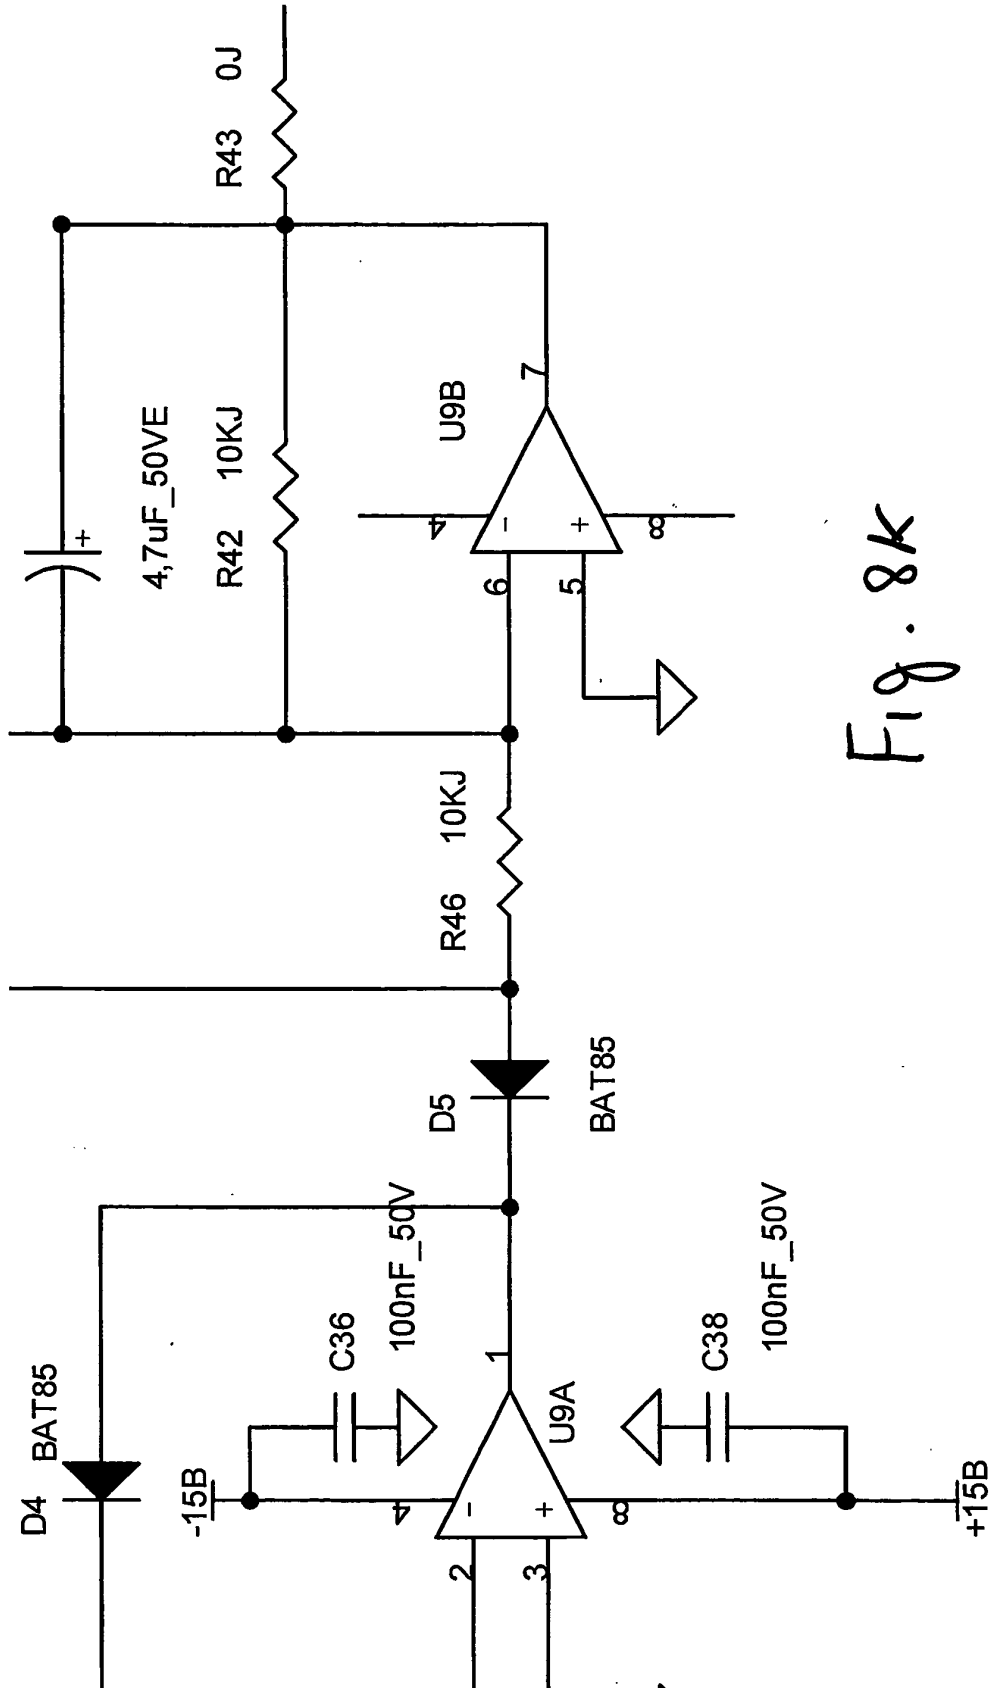 4,7uF_50VE
R42 10KJ
R43 0J
D4 BAT85
-15B
C36
100nF_50V
4
2
3
1
U9A
8
C38
100nF_50V
+15B
D5
BAT85
R46 10KJ
U9B
4
6
5
7
8
+
-
+
-
+
Fig. 8k